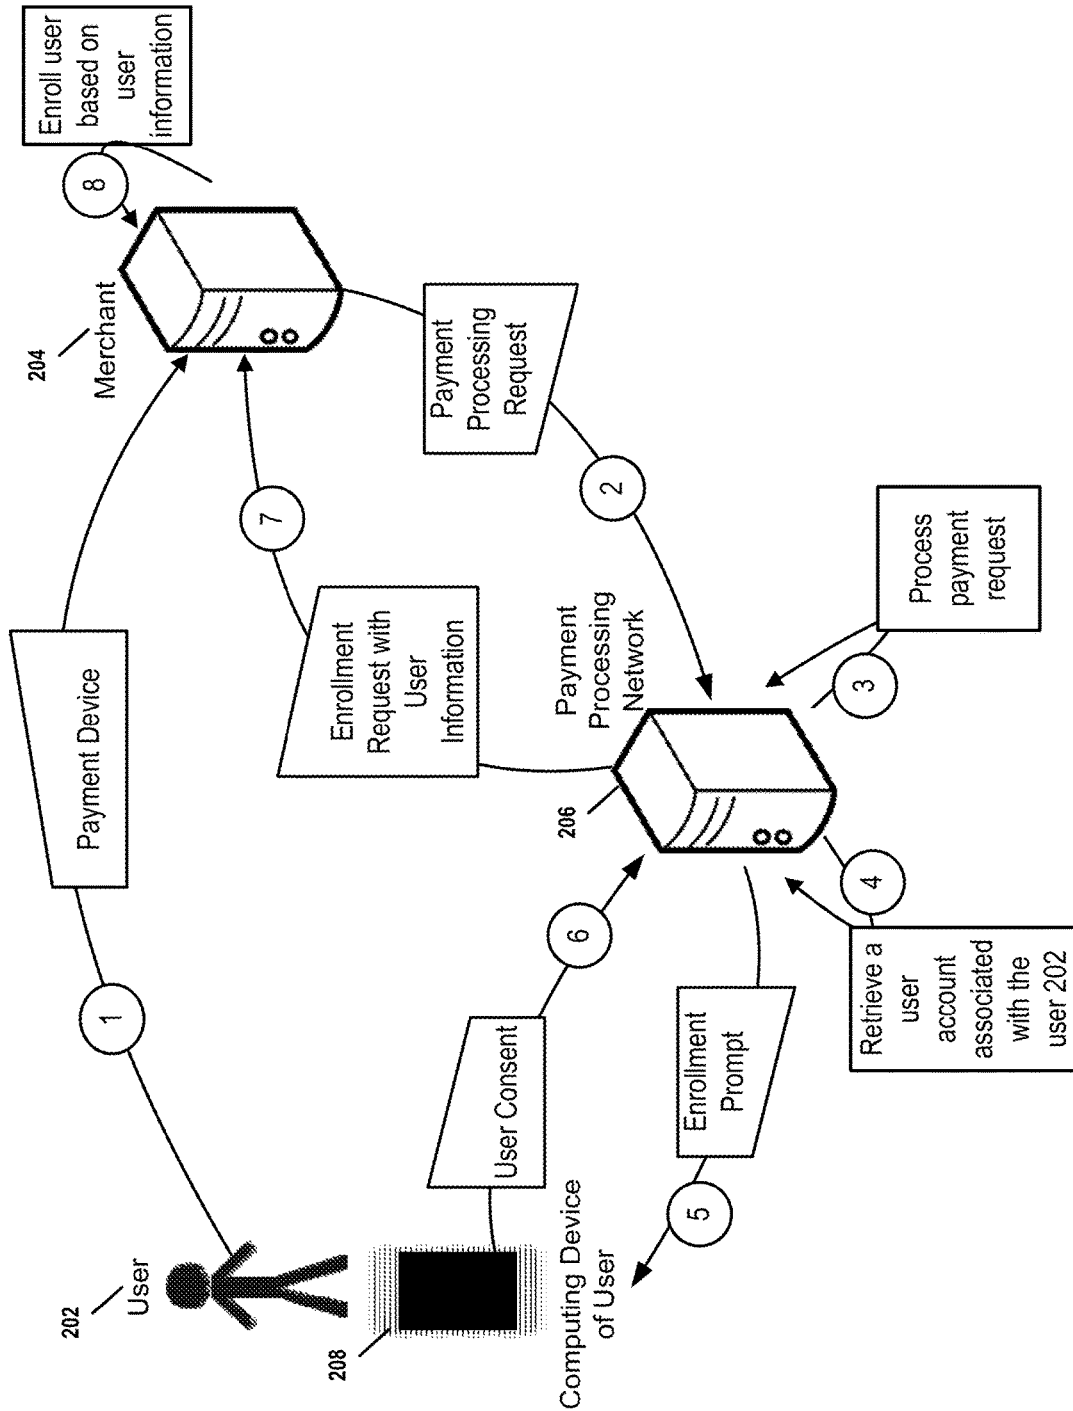 202
User
208
Computing Device
of User
1
Payment Device
204
Merchant
8
Enroll user
based on
user
information
7
Enrollment
Request with
User
Information
Payment
Processing
Request
2
Payment
Processing
Network
206
6
User Consent
Enrollment
Prompt
5
3
Process
payment
request
4
Retrieve a
user
account
associated
with the
user 202